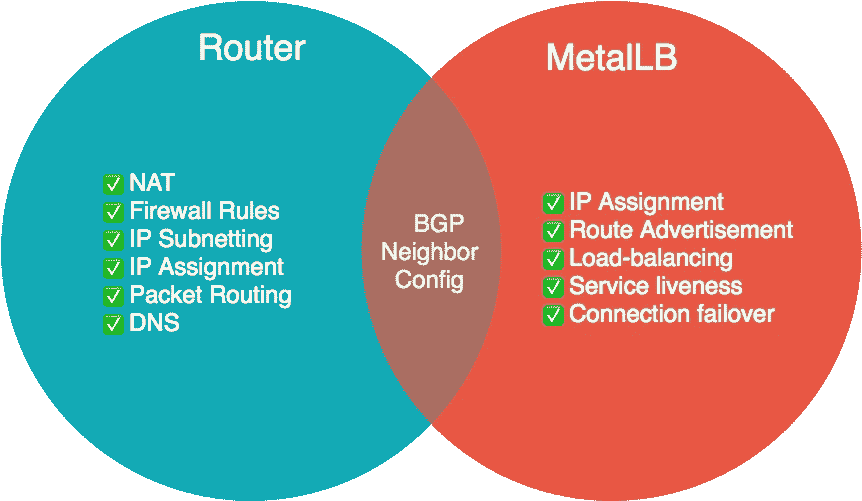 Router
NAT
Firewall Rules
IP Subnetting
IP Assignment
Packet Routing
DNS
BGP
Neighbor
Config
MetalLB
IP Assignment
Route Advertisement
Load-balancing
Service liveness
Connection failover